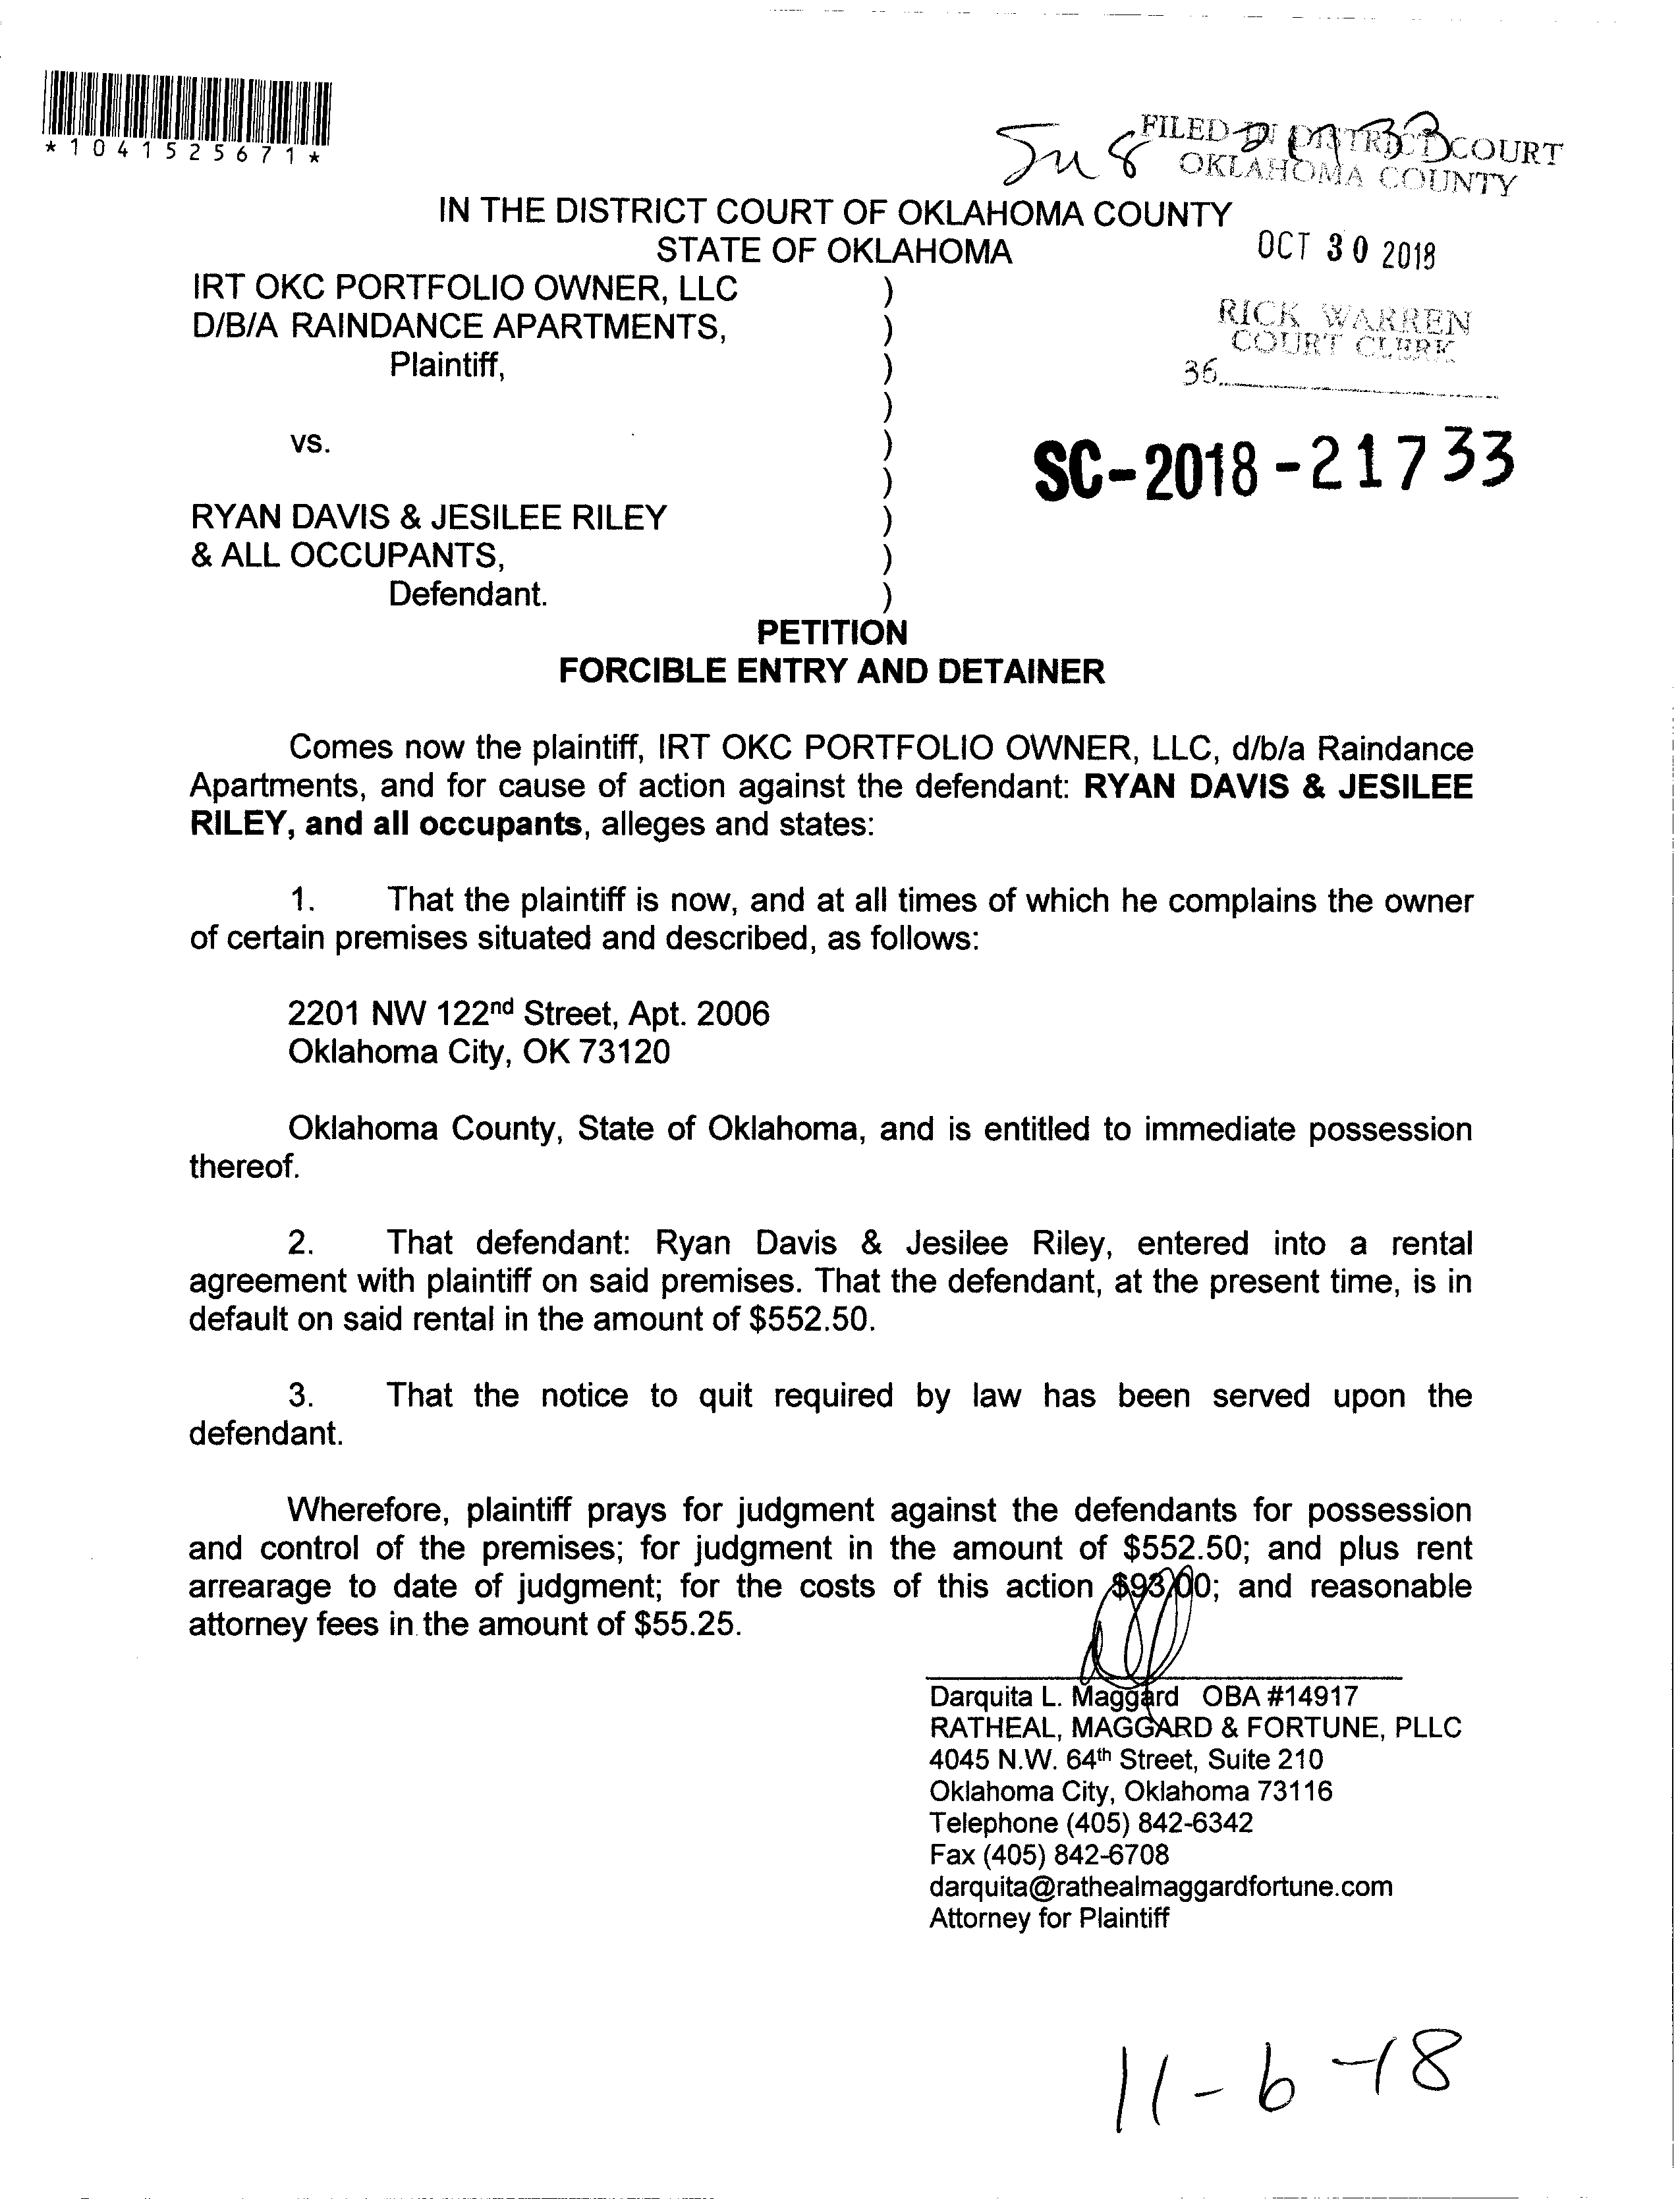 *1041525671*
FILED IN DISTRICT COURT
OKLAHOMA COUNTY
IN THE DISTRICT COURT OF OKLAHOMA COUNTY
STATE OF OKLAHOMA
OCT 30 2018
IRT OKC PORTFOLIO OWNER, LLC )
D/B/A RAINDANCE APARTMENTS, )
Plaintiff, )
)
RICK WARREN
COURT CLERK
36
vs. )
)
SC-2018-21733
RYAN DAVIS & JESILEE RILEY )
& ALL OCCUPANTS, )
Defendant. )
PETITION
FORCIBLE ENTRY AND DETAINER
Comes now the plaintiff, IRT OKC PORTFOLIO OWNER, LLC, d/b/a Raindance
Apartments, and for cause of action against the defendant: RYAN DAVIS & JESILEE
RILEY, and all occupants, alleges and states:
1. That the plaintiff is now, and at all times of which he complains the owner
of certain premises situated and described, as follows:
2201 NW 122nd Street, Apt. 2006
Oklahoma City, OK 73120
Oklahoma County, State of Oklahoma, and is entitled to immediate possession
thereof.
2. That defendant: Ryan Davis & Jesilee Riley, entered into a rental
agreement with plaintiff on said premises. That the defendant, at the present time, is in
default on said rental in the amount of $552.50.
3. That the notice to quit required by law has been served upon the
defendant.
Wherefore, plaintiff prays for judgment against the defendants for possession
and control of the premises; for judgment in the amount of $552.50; and plus rent
arrearage to date of judgment; for the costs of this action $93.00; and reasonable
attorney fees in the amount of $55.25.
Darquita L. Maggard OBA #14917
RATHEAL, MAGGARD & FORTUNE, PLLC
4045 N.W. 64th Street, Suite 210
Oklahoma City, Oklahoma 73116
Telephone (405) 842-6342
Fax (405) 842-6708
darquita@rathealmaggardfortune.com
Attorney for Plaintiff
11-6-18